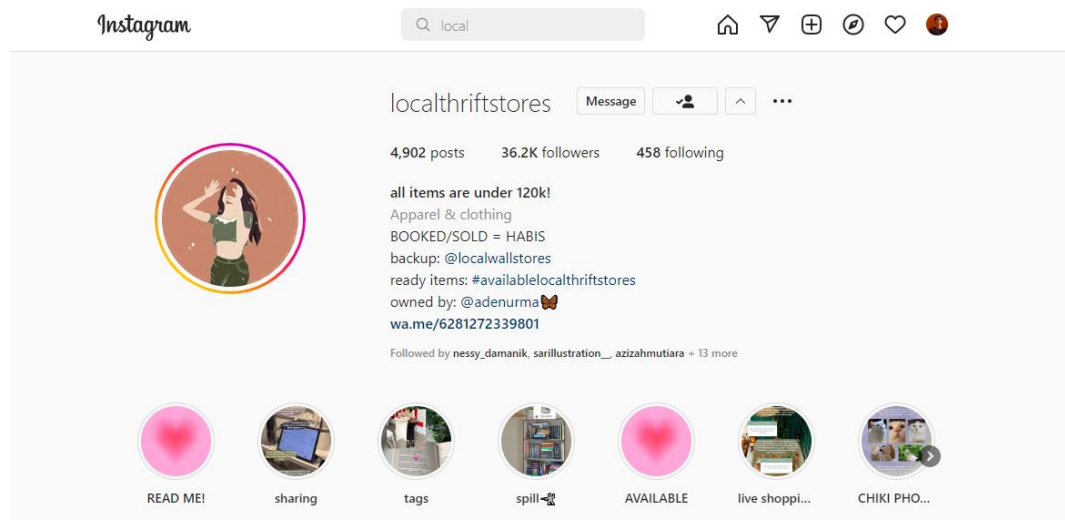 Instagram
local
localthriftstores Message
4,902 posts 36.2K followers 458 following
all items are under 120k!
Apparel & clothing
BOOKED/SOLD = HABIS
backup: @localwallstores
ready items: #availablelocalthriftstores
owned by: @adenurma🦋
wa.me/6281272339801
Followed by nessy_damanik, sarillustration__, azizahmutiara + 13 more
READ ME! sharing tags spill AVAILABLE live shoppi... CHIKI PHO...